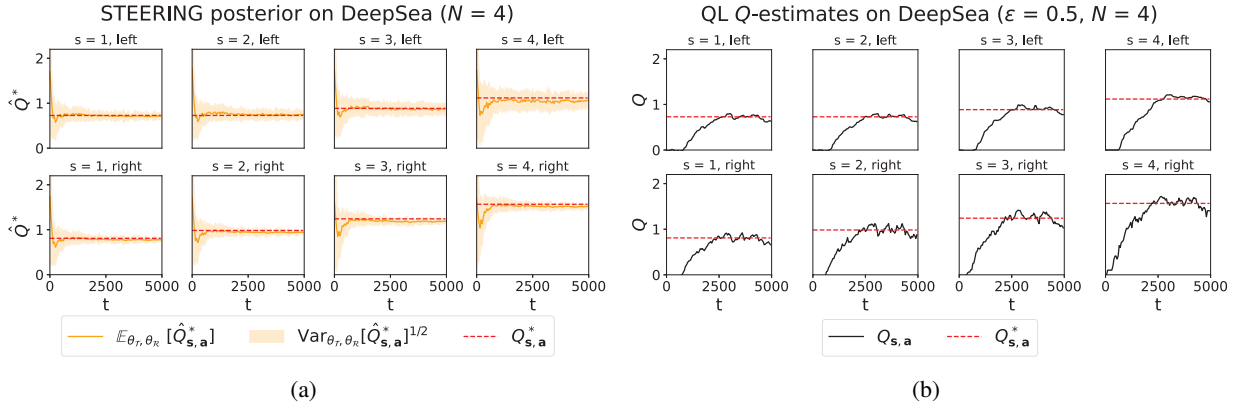 STEERING posterior on DeepSea (N = 4)
s = 1, left s = 2, left s = 3, left s = 4, left
2
1
0
Q̂*
s = 1, right s = 2, right s = 3, right s = 4, right
2
1
0
Q̂*
0 2500 5000 0 2500 5000 0 2500 5000 0 2500 5000
t t t t
𝔼θ𝒯, θℛ [Q̂*s, a] Varθ𝒯, θℛ[Q̂*s, a]1/2 Q*s, a
(a)
QL Q-estimates on DeepSea (ε = 0.5, N = 4)
s = 1, left s = 2, left s = 3, left s = 4, left
2
1
0
Q
s = 1, right s = 2, right s = 3, right s = 4, right
2
1
0
Q
0 2500 5000 0 2500 5000 0 2500 5000 0 2500 5000
t t t t
Qs, a Q*s, a
(b)